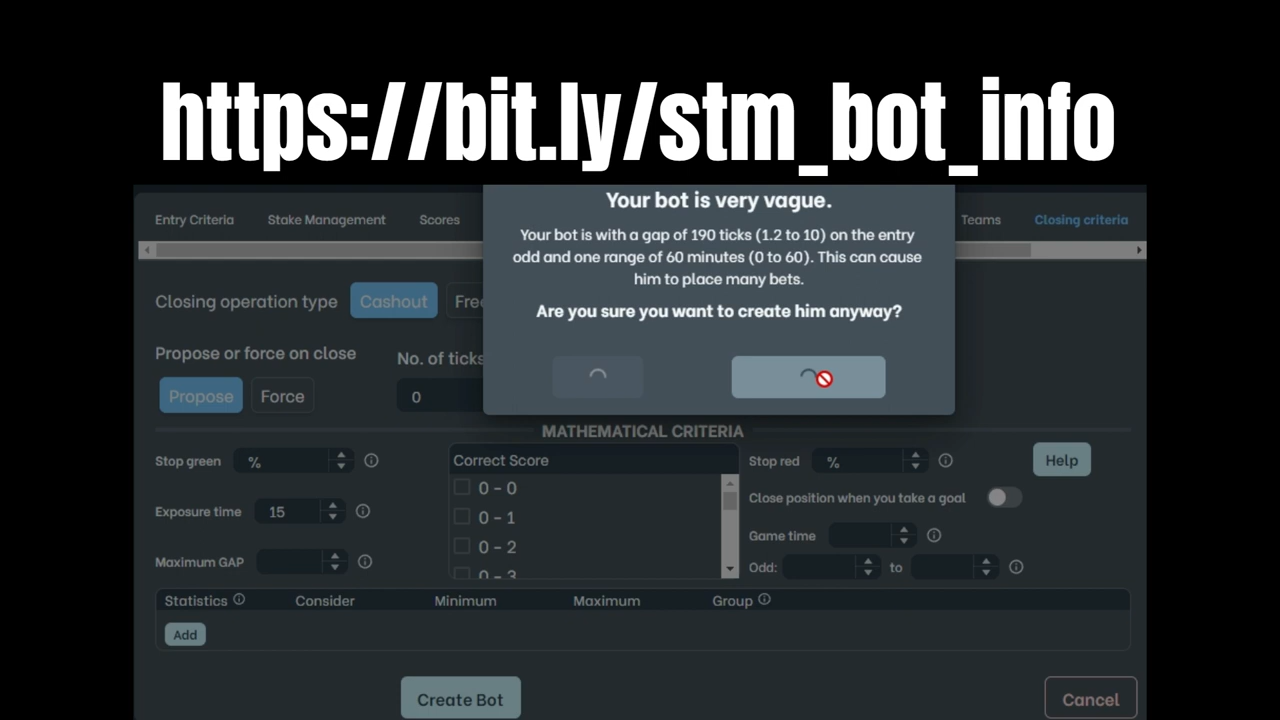 https://bit.ly/stm_bot_info
Your bot is very vague.
Entry Criteria Stake Management Scores Teams Closing criteria
Your bot is with a gap of 190 ticks (1.2 to 10) on the entry
odd and one range of 60 minutes (0 to 60). This can cause
him to place many bets.
Are you sure you want to create him anyway?
Closing operation type Cashout
Propose or force on close No. of ticks
Propose Force 0
MATHEMATICAL CRITERIA
Stop green % Correct Score Stop red % Help
0 - 0
Close position when you take a goal
Exposure time 15 0 - 1
Game time
0 - 2
Maximum GAP Odd: to
0 - 3
Statistics Consider Minimum Maximum Group
Add
Create Bot Cancel